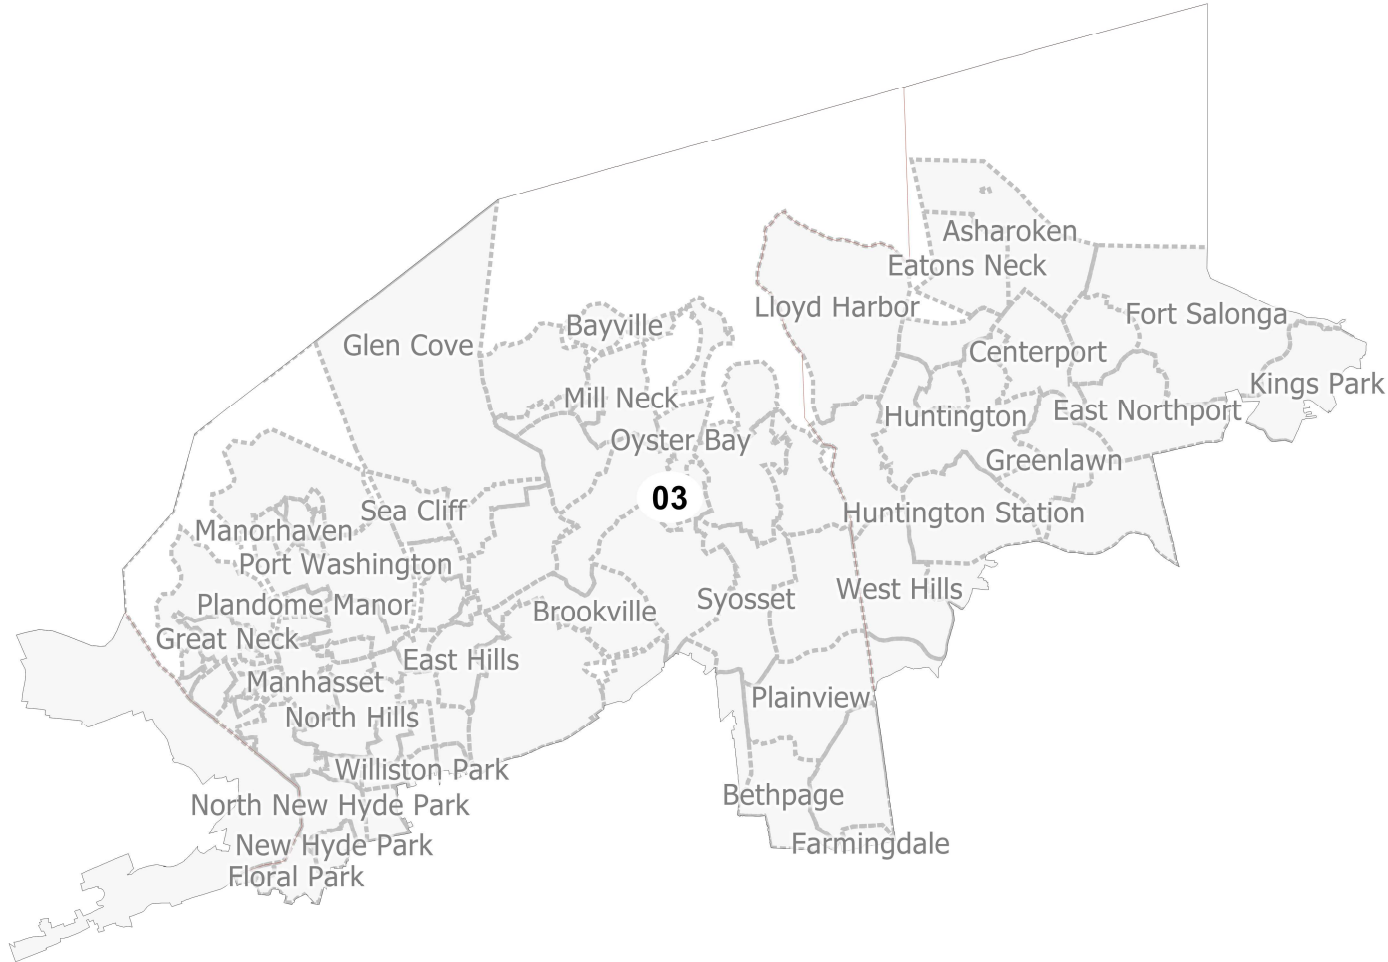 Asharoken
Eatons Neck
Lloyd Harbor
Fort Salonga
Bayville
Glen Cove
Centerport
Kings Park
Mill Neck
Huntington
East Northport
Oyster Bay
Greenlawn
03
Sea Cliff
Huntington Station
Manorhaven
Port Washington
West Hills
Syosset
Plandome Manor
Brookville
Great Neck
East Hills
Manhasset
Plainview
North Hills
Williston Park
Bethpage
North New Hyde Park
New Hyde Park
Farmingdale
Floral Park